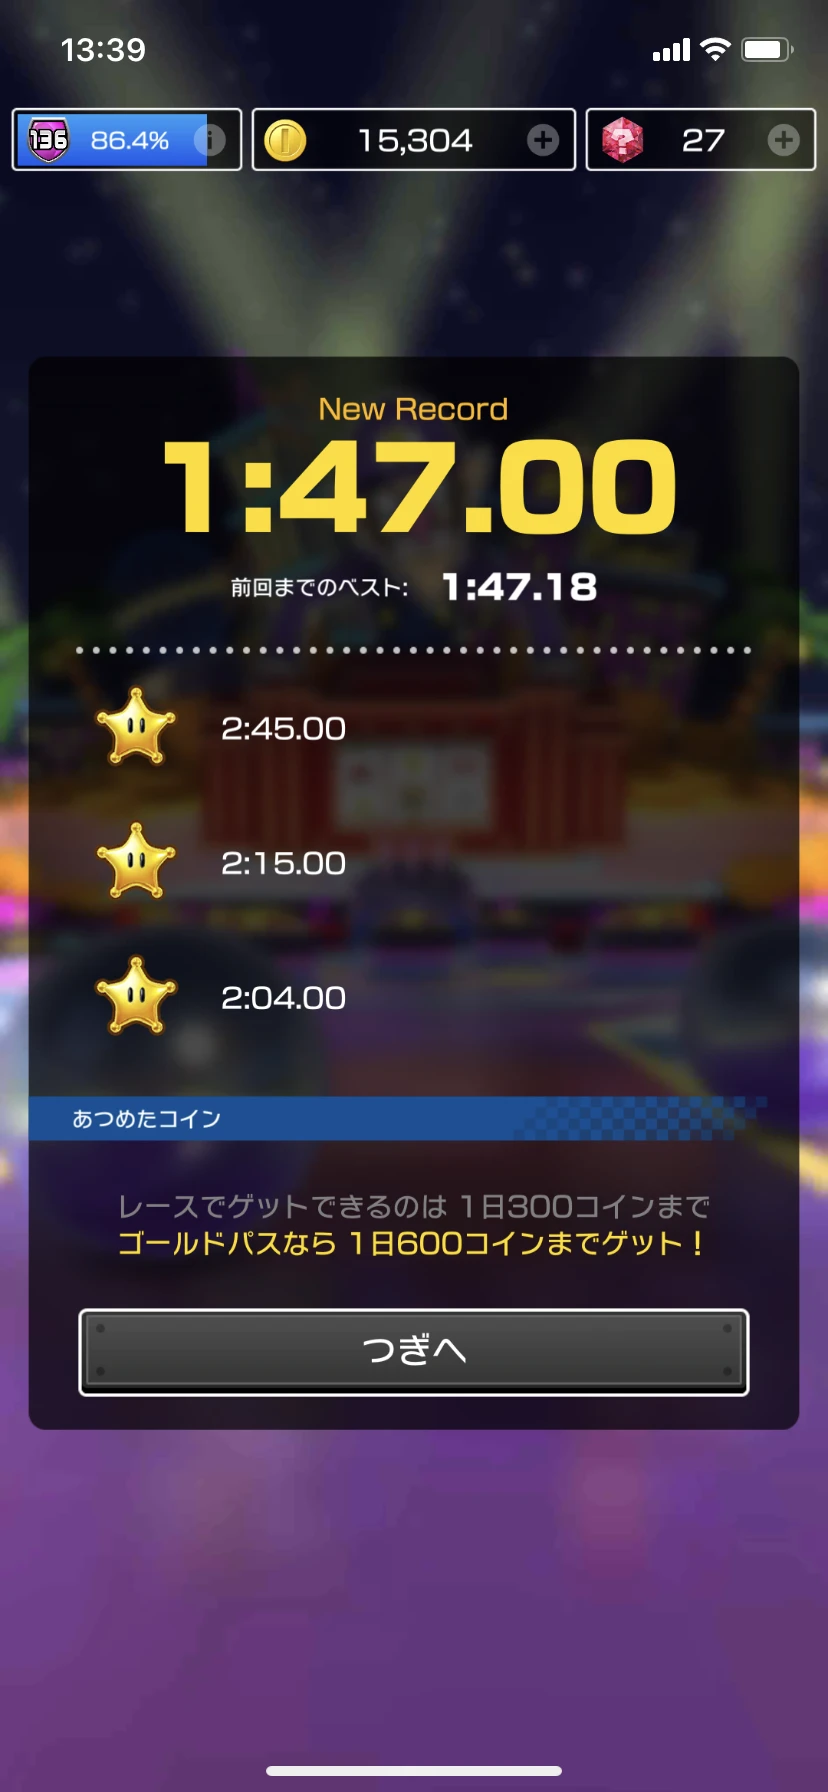 13:39
136 86.4% 15,304 27
New Record
1:47.00
前回までのベスト: 1:47.18
2:45.00
2:15.00
2:04.00
あつめたコイン
レースでゲットできるのは 1日300コインまで
ゴールドパスなら 1日600コインまでゲット！
つぎへ